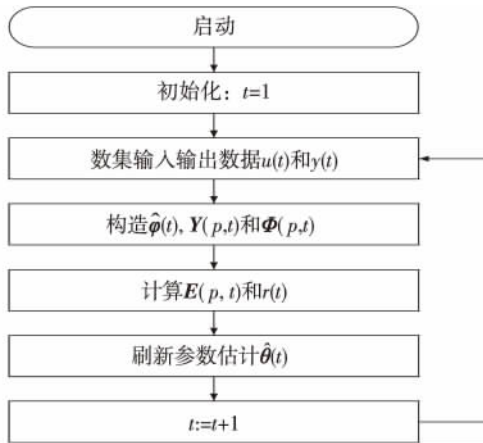 启动
初始化：t=1
数集输入输出数据u(t)和y(t)
构造φ̂(t), Y(p,t)和Φ(p,t)
计算E(p, t)和r(t)
刷新参数估计θ̂(t)
t:=t+1